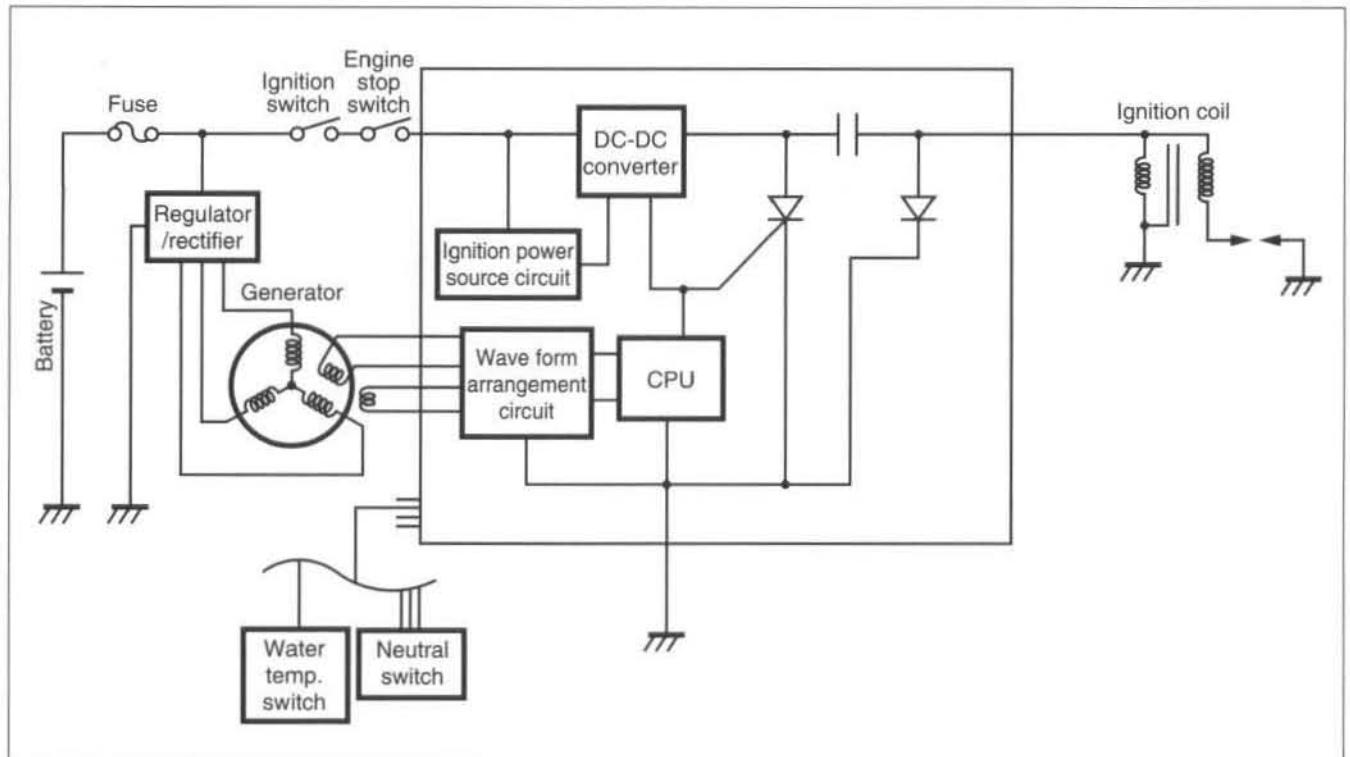 Engine
stop
switch
Ignition
switch
Fuse
Ignition coil
DC-DC
converter
Regulator
/rectifier
Ignition power
source circuit
Generator
Battery
Wave form
arrangement
circuit
CPU
Water
temp.
switch
Neutral
switch